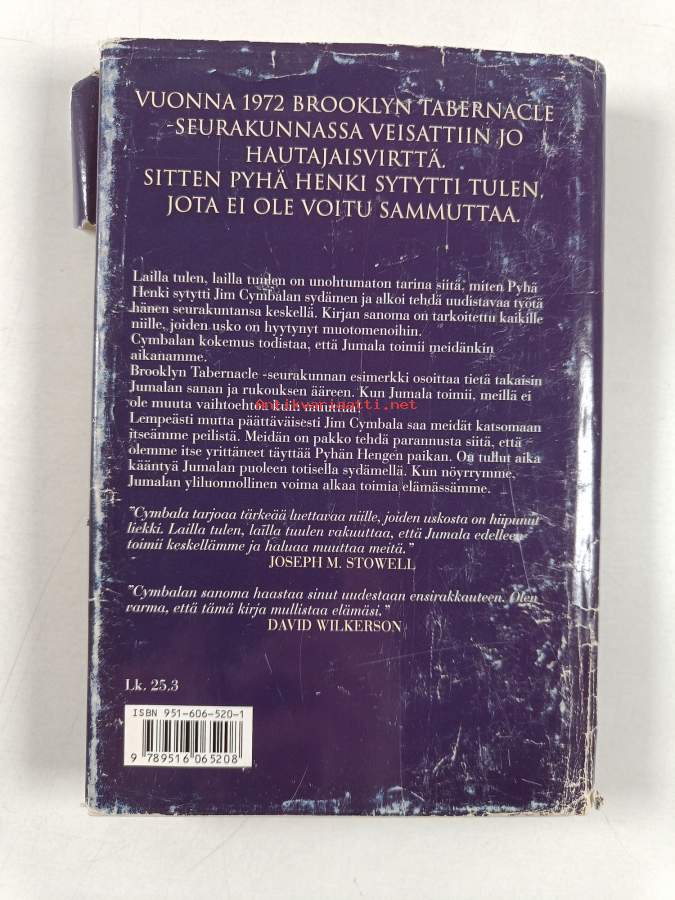 VUONNA 1972 BROOKLYN TABERNACLE
-SEURAKUNNASSA VEISATTIIN JO
HAUTAJAISVIRTTÄ.
SITTEN PYHÄ HENKI SYTYTTI TULEN,
JOTA EI OLE VOITU SAMMUTTAA.
Lailla tulen, lailla tuulen on unohtumaton tarina siitä, miten Pyhä
Henki sytytti Jim Cymbalan sydämen ja alkoi tehdä uudistavaa työtä
hänen seurakuntansa keskellä. Kirjan sanoma on tarkoitettu kaikille
niille, joiden usko on hyytynyt muotomenoihin.
Cymbalan kokemus todistaa, että Jumala toimii meidänkin
aikanamme.
Brooklyn Tabernacle -seurakunnan esimerkki osoittaa tietä takaisin
Jumalan sanan ja rukouksen ääreen. Kun Jumala toimii, meillä ei
ole muuta vaihtoehtoa kuin
antikvariaatti.net
Lempeästi mutta päättäväisesti Jim Cymbala saa meidät katsomaan
itseämme peilistä. Meidän on pakko tehdä parannusta siitä, että
olemme itse yrittäneet täyttää Pyhän Hengen paikan. On tullut aika
kääntyä Jumalan puoleen totisella sydämellä. Kun nöyrrymme,
Jumalan yliluonnollinen voima alkaa toimia elämässämme.
"Cymbala tarjoaa tärkeää luettavaa niille, joiden uskosta on hiipunut
liekki. Lailla tulen, lailla tuulen vakuuttaa, että Jumala edelleen
toimii keskellämme ja haluaa muuttaa meitä."
JOSEPH M. STOWELL
"Cymbalan sanoma haastaa sinut uudestaan ensirakkauteen. Olen
varma, että tämä kirja mullistaa elämäsi."
DAVID WILKERSON
Lk. 25.3
ISBN 951-606-520-1
9 789516 065208